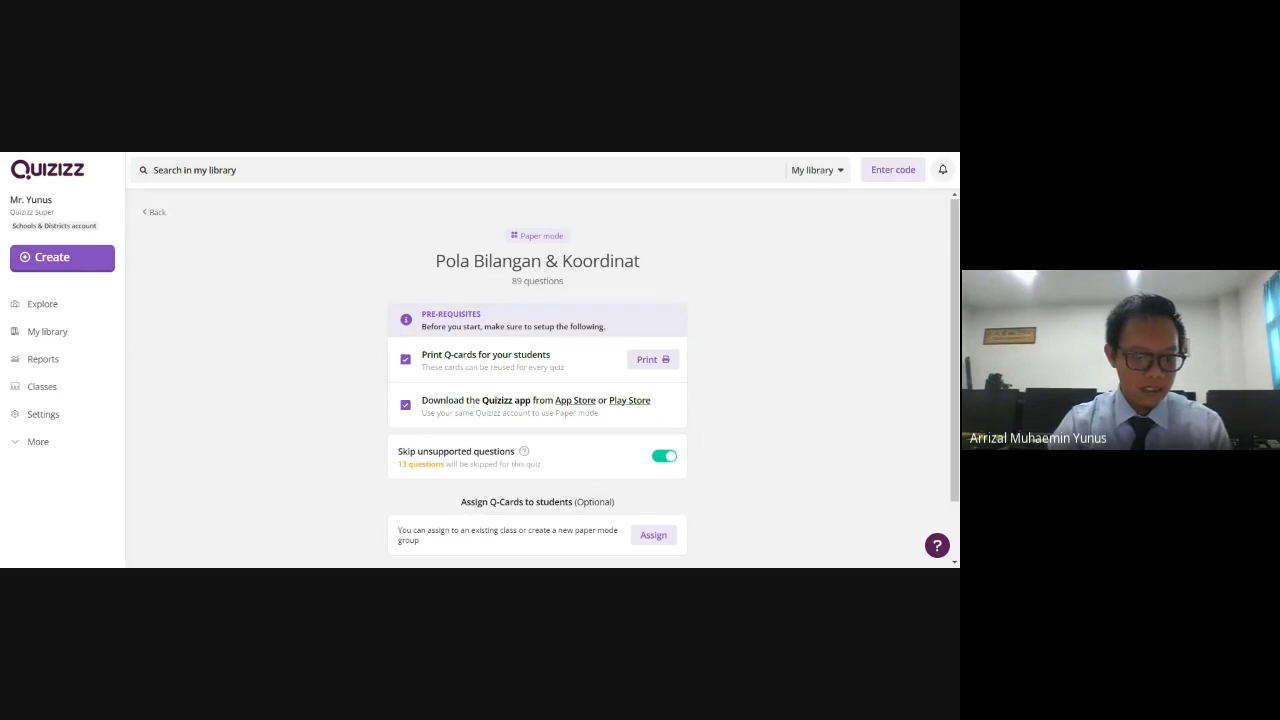 QUIZIZZ
Search in my library
My library
Enter code
Mr. Yunus
Quizizz Super
Schools & Districts account
Create
Explore
My library
Reports
Classes
Settings
More
Back
Paper mode
Pola Bilangan & Koordinat
89 questions
PRE-REQUISITES
Before you start, make sure to setup the following.
Print Q-cards for your students
These cards can be reused for every quiz
Print
Download the Quizizz app from App Store or Play Store
Use your same Quizizz account to use Paper mode
Skip unsupported questions ?
13 questions will be skipped for this quiz
Assign Q-Cards to students (Optional)
You can assign to an existing class or create a new paper mode
group
Assign
?
Arrizal Muhaemin Yunus